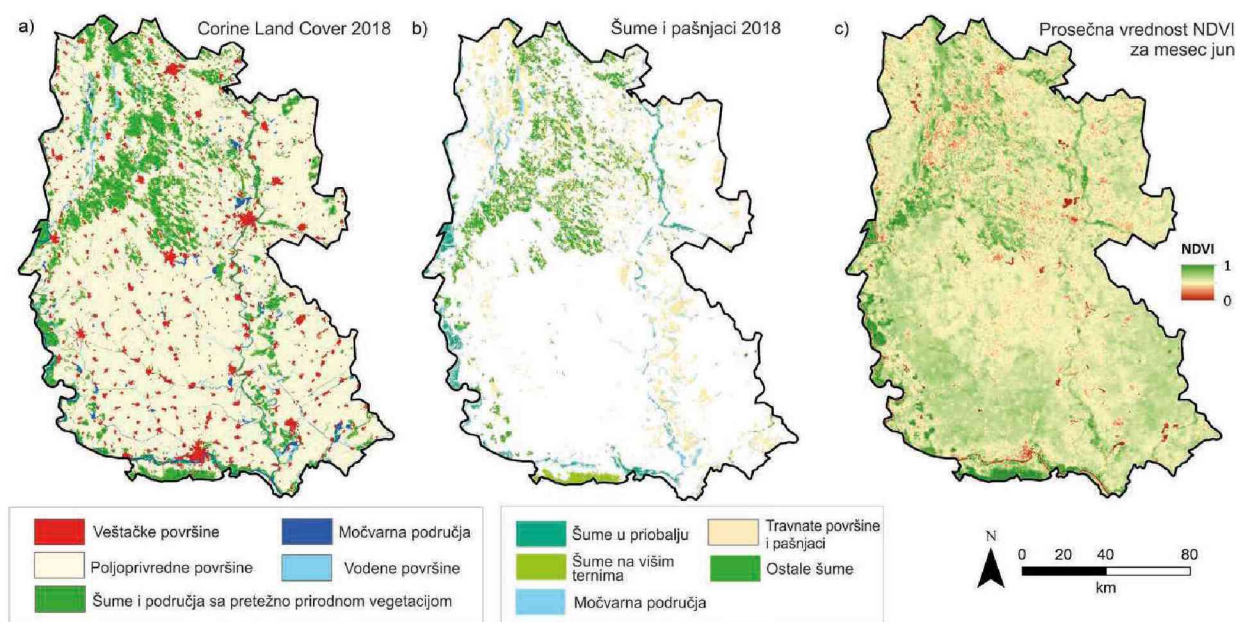 a)
Corine Land Cover 2018
b)
Šume i pašnjaci 2018
c)
Prosečna vrednost NDVI
za mesec jun
NDVI
1
0
Veštačke površine
Močvarna područja
Poljoprivredne površine
Vodene površine
Šume i područja sa pretežno prirodnom vegetacijom
Šume u priobalju
Travnate površine
i pašnjaci
Šume na višim
ternima
Ostale šume
Močvarna područja
N
0 20 40 80
km